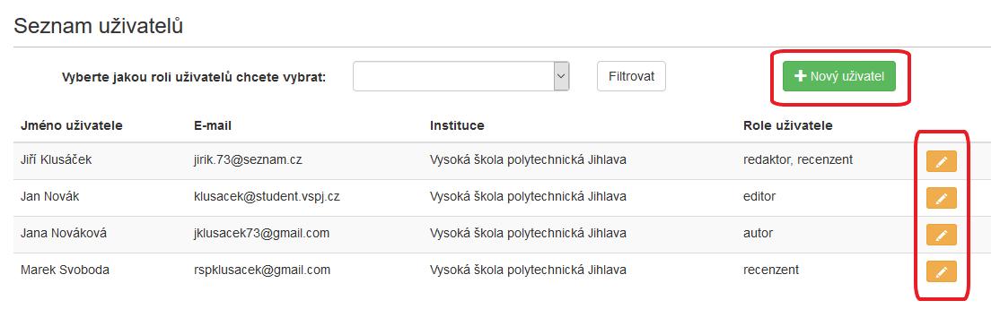 Seznam uživatelů
Vyberte jakou roli uživatelů chcete vybrat: Filtrovat Nový uživatel
Jméno uživatele E-mail Instituce Role uživatele
Jiří Klusáček jirik.73@seznam.cz Vysoká škola polytechnická Jihlava redaktor, recenzent
Jan Novák klusacek@student.vspj.cz Vysoká škola polytechnická Jihlava editor
Jana Nováková jklusacek73@gmail.com Vysoká škola polytechnická Jihlava autor
Marek Svoboda rspklusacek@gmail.com Vysoká škola polytechnická Jihlava recenzent